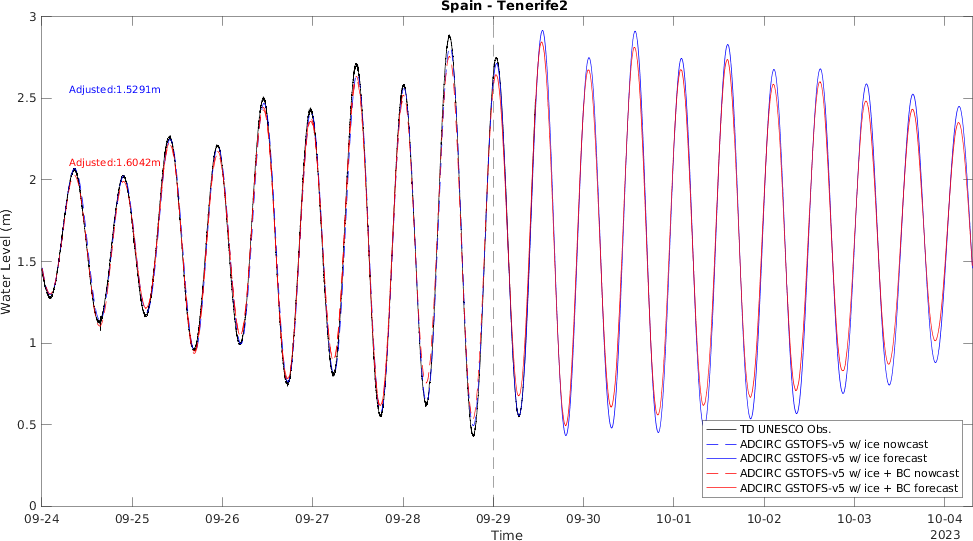 Spain - Tenerife2
3
2.5
2
1.5
1
0.5
0
Water Level (m)
Adjusted:1.5291m
Adjusted:1.6042m
TD UNESCO Obs.
ADCIRC GSTOFS-v5 w/ ice nowcast
ADCIRC GSTOFS-v5 w/ ice forecast
ADCIRC GSTOFS-v5 w/ ice + BC nowcast
ADCIRC GSTOFS-v5 w/ ice + BC forecast
09-24 09-25 09-26 09-27 09-28 09-29 09-30 10-01 10-02 10-03 10-04
Time
2023